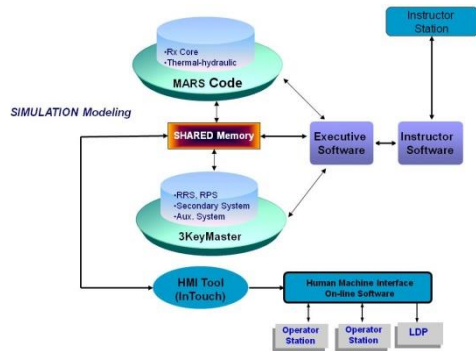 Instructor
Station
•Rx Core
•Thermal-hydraulic
MARS Code
SIMULATION Modeling
SHARED Memory
Executive
Software
Instructor
Software
•RRS, RPS
•Secondary System
•Aux. System
3KeyMaster
HMI Tool
(InTouch)
Human Machine Interface
On-line Software
Operator
Station
Operator
Station
LDP